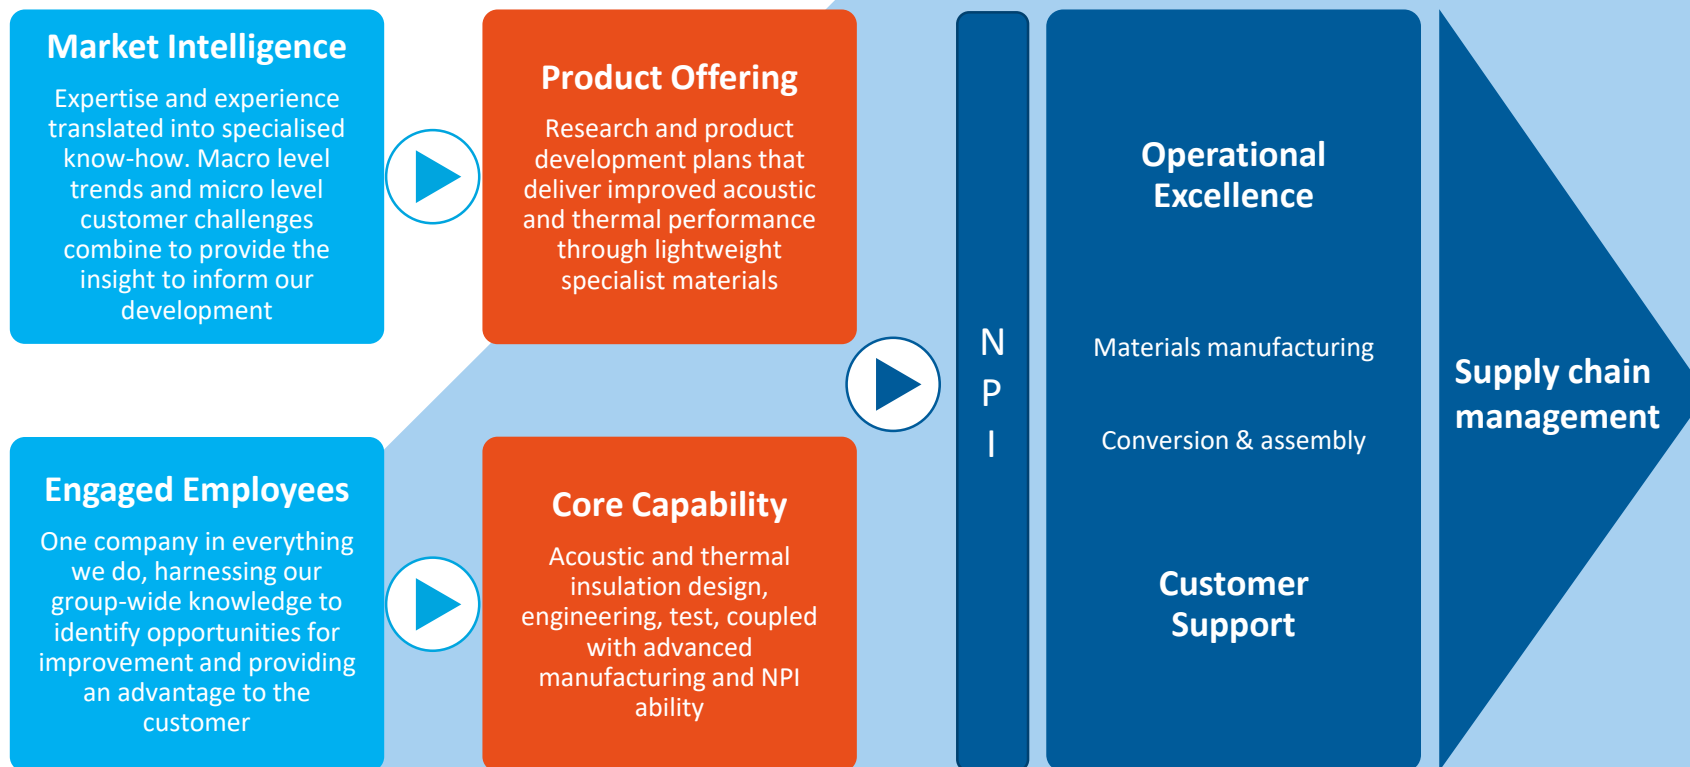 Market Intelligence
Expertise and experience
translated into specialised
know-how. Macro level
trends and micro level
customer challenges
combine to provide the
insight to inform our
development
Product Offering
Research and product
development plans that
deliver improved acoustic
and thermal performance
through lightweight
specialist materials
Engaged Employees
One company in everything
we do, harnessing our
group-wide knowledge to
identify opportunities for
improvement and providing
an advantage to the
customer
Core Capability
Acoustic and thermal
insulation design,
engineering, test, coupled
with advanced
manufacturing and NPI
ability
N
P
I
Operational
Excellence
Materials manufacturing
Conversion & assembly
Customer
Support
Supply chain
management